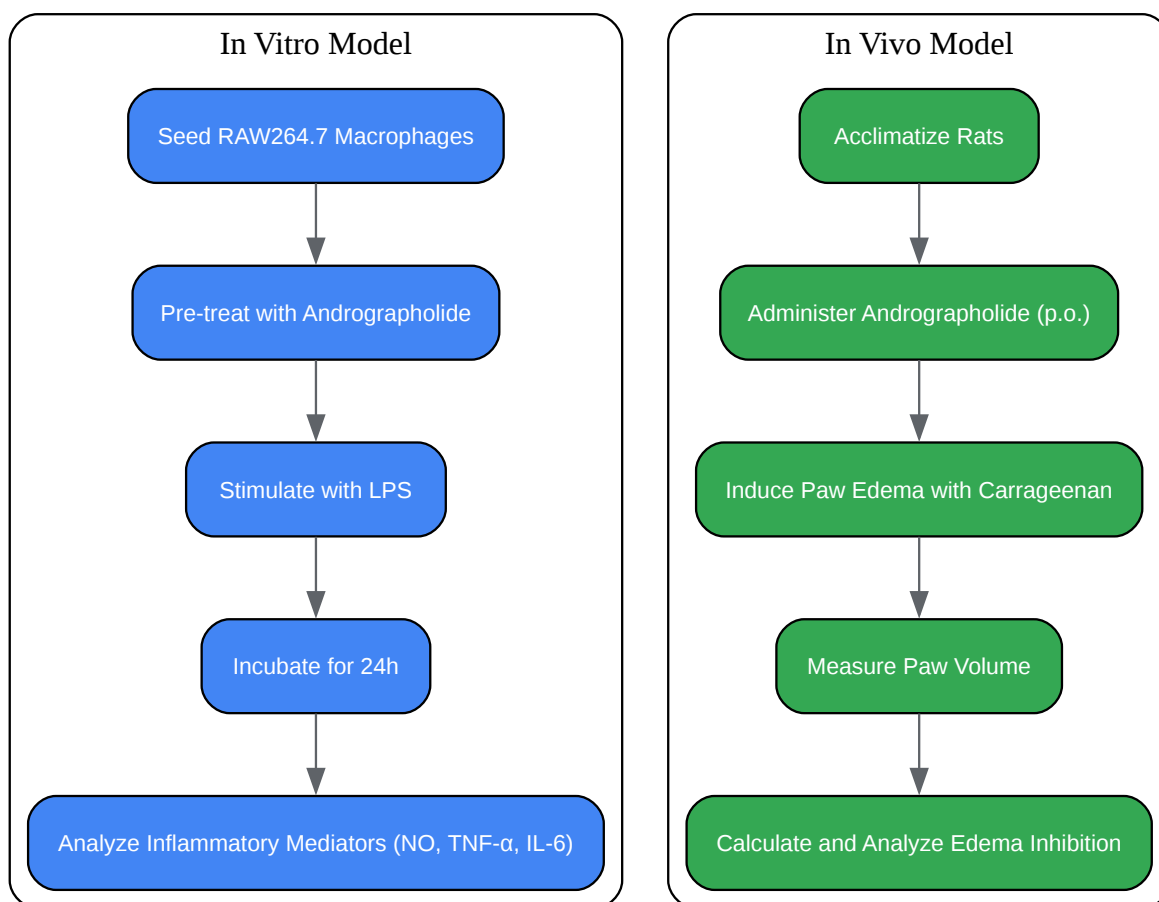 In Vitro Model
Seed RAW264.7 Macrophages
Pre-treat with Andrographolide
Stimulate with LPS
Incubate for 24h
Analyze Inflammatory Mediators (NO, TNF-α, IL-6)
In Vivo Model
Acclimatize Rats
Administer Andrographolide (p.o.)
Induce Paw Edema with Carrageenan
Measure Paw Volume
Calculate and Analyze Edema Inhibition